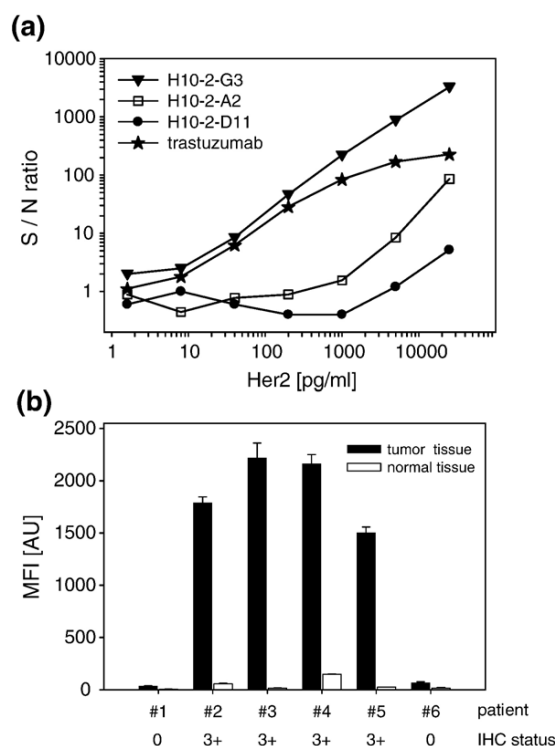 (a)
10000
1000
100
10
1
S / N ratio
H10-2-G3
H10-2-A2
H10-2-D11
trastuzumab
1 10 100 1000 10000
Her2 [pg/ml]
(b)
2500
2000
1500
1000
500
0
MFI [AU]
tumor tissue
normal tissue
#1 #2 #3 #4 #5 #6 patient
0 3+ 3+ 3+ 3+ 0 IHC status